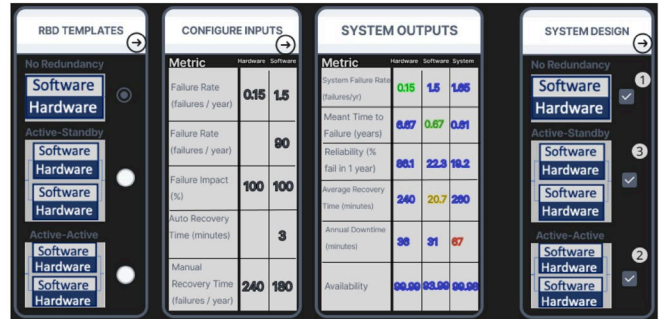 RBD TEMPLATES
No Redundancy
Software
Hardware
Active-Standby
Software
Hardware
Software
Hardware
Active-Active
Software
Hardware
Software
Hardware
CONFIGURE INPUTS
Metric Hardware Software
Failure Rate
(failures / year) 0.15 1.5
Failure Rate
(failures / year) 90
Failure Impact
(%) 100 100
Auto Recovery
Time (minutes) 3
Manual
Recovery Time 240 180
(failures / year)
SYSTEM OUTPUTS
Metric Hardware Software System
System Failure Rate
(failures/yr) 0.15 1.5 1.65
Meant Time to
Failure (years) 6.67 0.67 0.61
Reliability (%
fail in 1 year) 86.1 22.3 19.2
Average Recovery
Time (minutes) 240 20.7 260
Annual Downtime
(minutes) 36 31 67
Availability 99.99 93.99 99.98
SYSTEM DESIGN
No Redundancy
1
Software
Hardware
Active-Standby
3
Software
Hardware
Software
Hardware
Active-Active
2
Software
Hardware
Software
Hardware